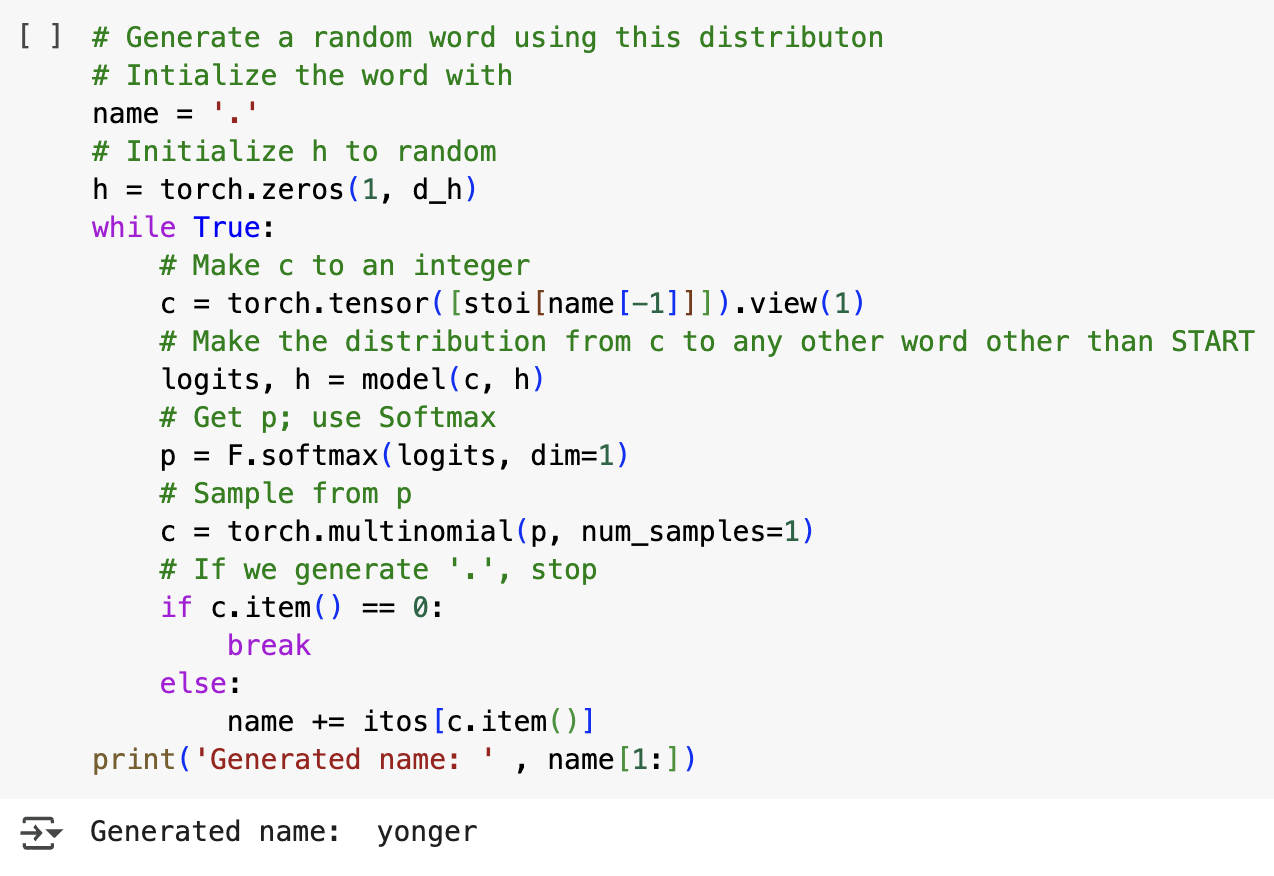 [ ] # Generate a random word using this distributon
# Intialize the word with
name = '.'
# Initialize h to random
h = torch.zeros(1, d_h)
while True:
    # Make c to an integer
    c = torch.tensor([stoi[name[-1]]]).view(1)
    # Make the distribution from c to any other word other than START
    logits, h = model(c, h)
    # Get p; use Softmax
    p = F.softmax(logits, dim=1)
    # Sample from p
    c = torch.multinomial(p, num_samples=1)
    # If we generate '.', stop
    if c.item() == 0:
        break
    else:
        name += itos[c.item()]
print('Generated name: ' , name[1:])
Generated name:  yonger